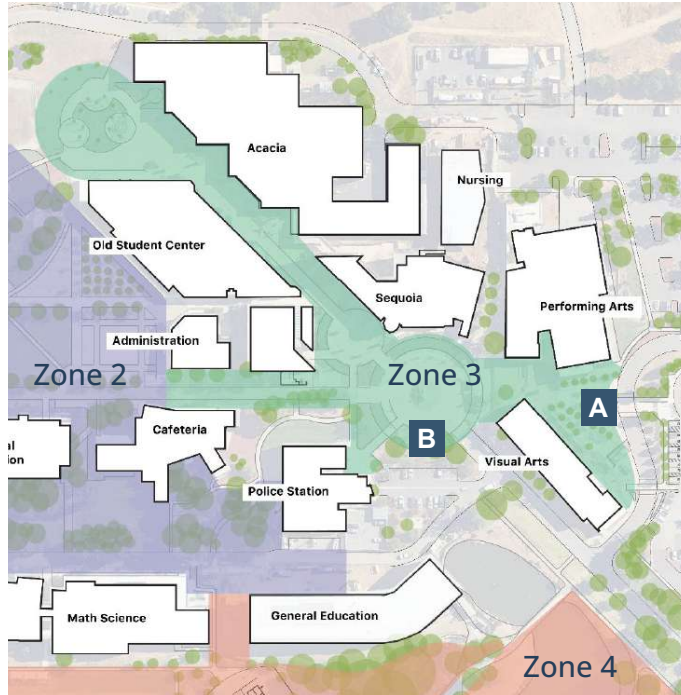 Acacia
Nursing
Old Student Center
Sequoia
Performing Arts
Administration
Zone 2
Zone 3
A
Cafeteria
B
Visual Arts
Police Station
Math Science
General Education
Zone 4